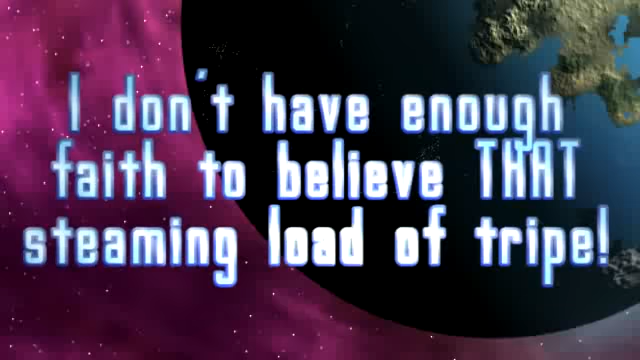 I don't have enough
faith to believe THAT
steaming load of tripe!